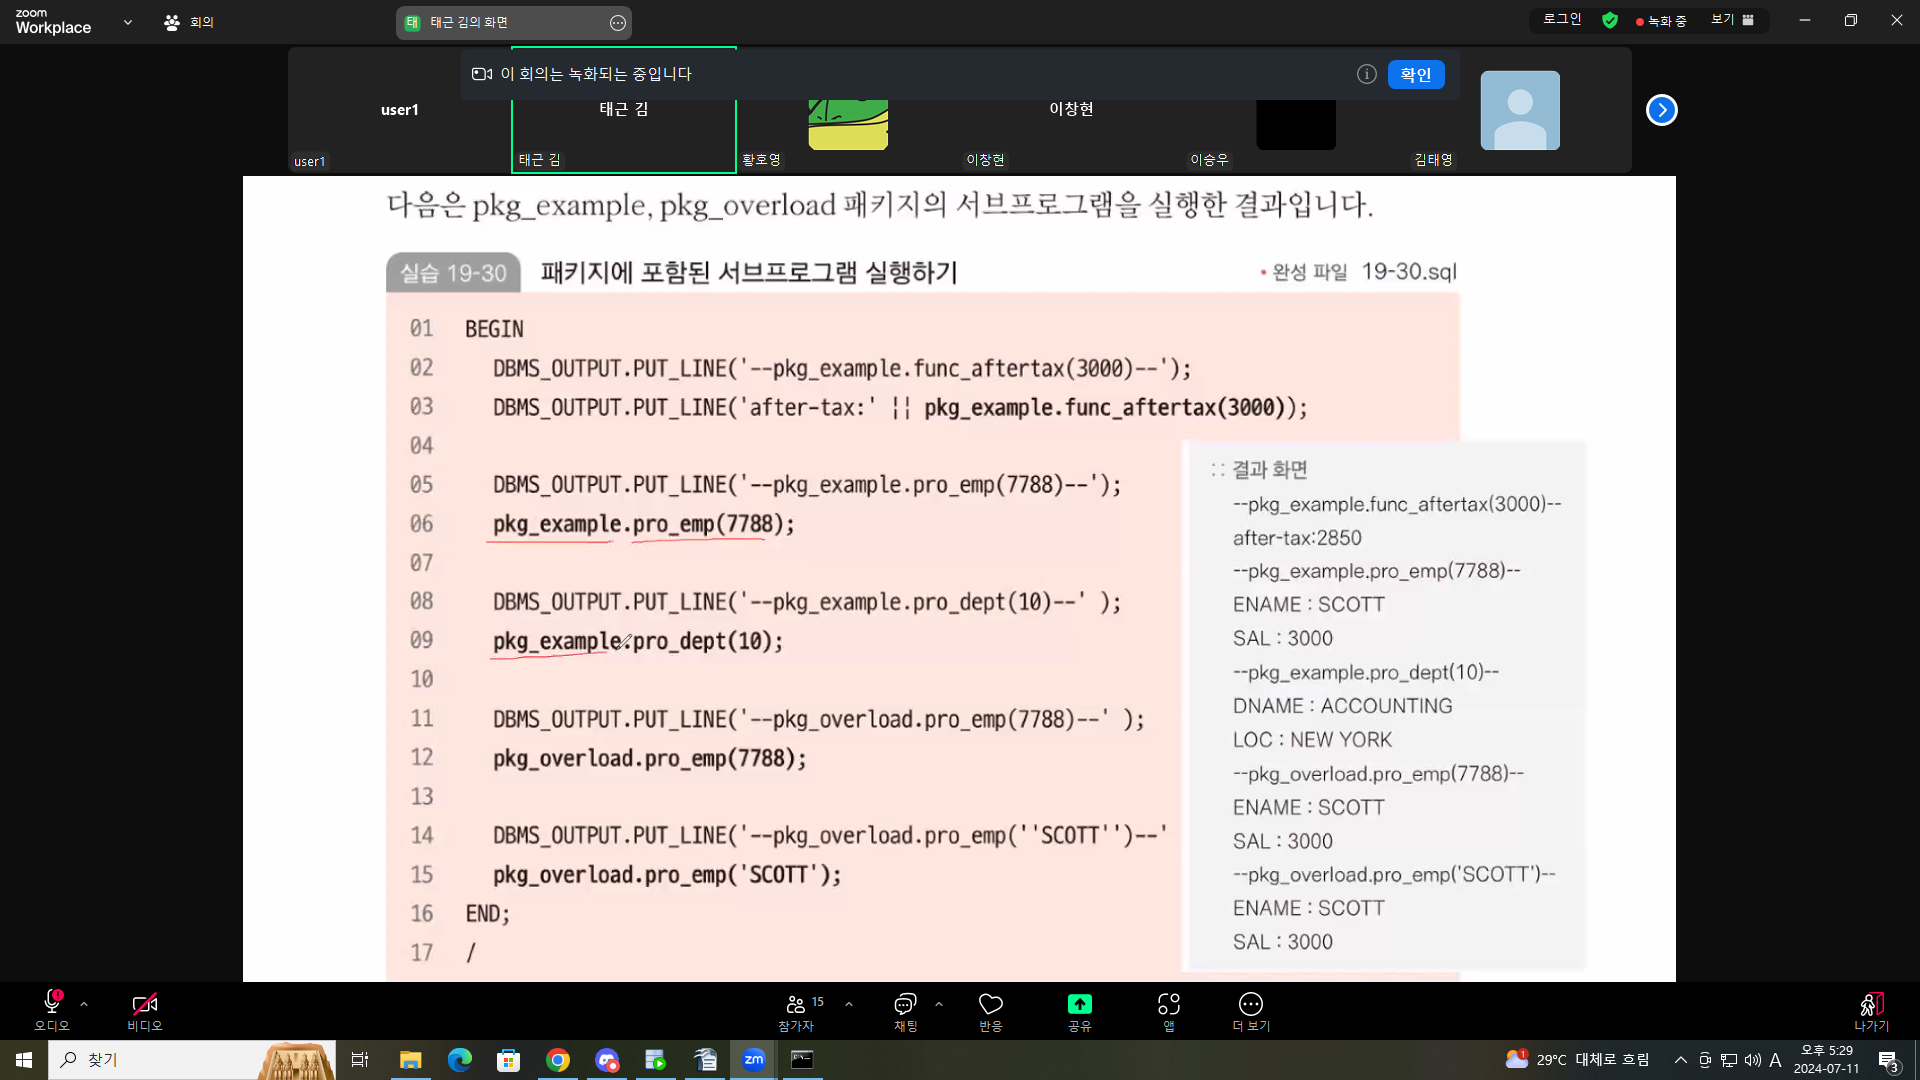 zoom
Workplace
회의
태 태근 김의 화면
로그인
녹화 중
보기
이 회의는 녹화되는 중입니다
확인
user1
태근 김
이창현
user1
태근 김
황호영
이창현
이승우
김태영
다음은 pkg_example, pkg_overload 패키지의 서브프로그램을 실행한 결과입니다.
실습 19-30 패키지에 포함된 서브프로그램 실행하기 • 완성 파일 19-30.sql
01 BEGIN
02 DBMS_OUTPUT.PUT_LINE('--pkg_example.func_aftertax(3000)--');
03 DBMS_OUTPUT.PUT_LINE('after-tax:' || pkg_example.func_aftertax(3000));
04
05 DBMS_OUTPUT.PUT_LINE('--pkg_example.pro_emp(7788)--');
06 pkg_example.pro_emp(7788);
07
08 DBMS_OUTPUT.PUT_LINE('--pkg_example.pro_dept(10)--' );
09 pkg_example.pro_dept(10);
10
11 DBMS_OUTPUT.PUT_LINE('--pkg_overload.pro_emp(7788)--' );
12 pkg_overload.pro_emp(7788);
13
14 DBMS_OUTPUT.PUT_LINE('--pkg_overload.pro_emp(''SCOTT'')--'
15 pkg_overload.pro_emp('SCOTT');
16 END;
17 /
:: 결과 화면
--pkg_example.func_aftertax(3000)--
after-tax:2850
--pkg_example.pro_emp(7788)--
ENAME : SCOTT
SAL : 3000
--pkg_example.pro_dept(10)--
DNAME : ACCOUNTING
LOC : NEW YORK
--pkg_overload.pro_emp(7788)--
ENAME : SCOTT
SAL : 3000
--pkg_overload.pro_emp('SCOTT')--
ENAME : SCOTT
SAL : 3000
오디오
비디오
15
참가자
채팅
반응
공유
앱
더 보기
나가기
찾기
zm
1
29°C 대체로 흐림
A
오후 5:29
2024-07-11
3